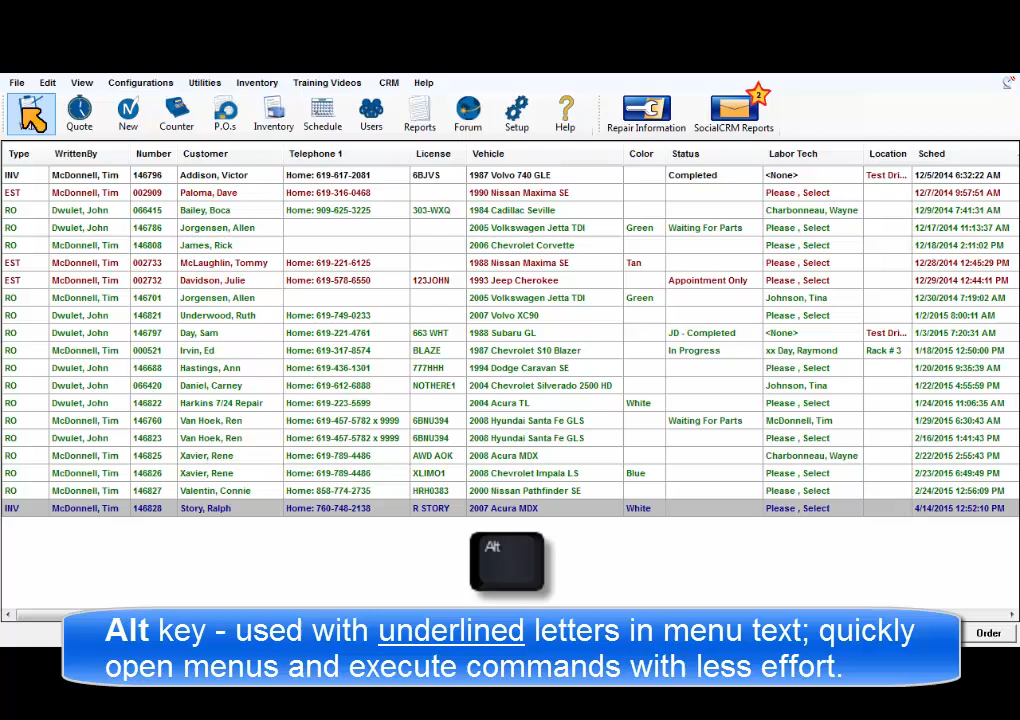 File Edit View Configurations Utilities Inventory Training Videos CRM Help
2
Quote New Counter P.O.s Inventory Schedule Users Reports Forum Setup Help Repair Information SocialCRM Reports
Type WrittenBy Number Customer Telephone 1 License Vehicle Color Status Labor Tech Location Sched
INV McDonnell, Tim 146796 Addison, Victor Home: 619-617-2081 6BJVS 1987 Volvo 740 GLE Completed <None> Test Dri... 12/5/2014 6:32:22 AM
EST McDonnell, Tim 002909 Paloma, Dave Home: 619-316-0468 1990 Nissan Maxima SE Please , Select 12/7/2014 9:57:51 AM
RO Dwulet, John 066415 Bailey, Boca Home: 909-625-3225 303-WXQ 1984 Cadillac Seville Charbonneau, Wayne 12/9/2014 7:41:31 AM
RO Dwulet, John 146786 Jorgensen, Allen 2005 Volkswagen Jetta TDI Green Waiting For Parts Please , Select 12/17/2014 11:13:37 AM
RO McDonnell, Tim 146808 James, Rick 2006 Chevrolet Corvette Please , Select 12/18/2014 2:11:02 PM
EST McDonnell, Tim 002733 McLaughlin, Tommy Home: 619-221-6125 1988 Nissan Maxima SE Tan Please , Select 12/28/2014 12:45:29 PM
EST McDonnell, Tim 002732 Davidson, Julie Home: 619-578-6550 123JOHN 1993 Jeep Cherokee Appointment Only Please , Select 12/29/2014 12:44:11 PM
RO McDonnell, Tim 146701 Jorgensen, Allen 2005 Volkswagen Jetta TDI Green Johnson, Tina 12/30/2014 7:19:02 AM
RO McDonnell, Tim 146821 Underwood, Ruth Home: 619-749-0233 2007 Volvo XC90 Please , Select 1/2/2015 8:00:11 AM
RO McDonnell, Tim 146797 Day, Sam Home: 619-221-4761 663 WHT 1988 Subaru GL JD - Completed <None> Test Dri... 1/3/2015 7:20:31 AM
RO McDonnell, Tim 000521 Irvin, Ed Home: 619-317-8574 BLAZE 1987 Chevrolet S10 Blazer In Progress xx Day, Raymond Rack # 3 1/18/2015 12:50:00 PM
RO McDonnell, Tim 146688 Hastings, Ann Home: 619-436-1301 777HHH 1994 Dodge Caravan SE Please , Select 1/20/2015 9:35:39 AM
RO Dwulet, John 066420 Daniel, Carney Home: 619-612-6888 NOTHERE1 2004 Chevrolet Silverado 2500 HD Johnson, Tina 1/22/2015 4:55:59 PM
RO McDonnell, Tim 146822 Harkins 7/24 Repair Home: 619-223-5599 2004 Acura TL White Please , Select 1/24/2015 11:06:35 AM
RO McDonnell, Tim 146760 Van Hoek, Ren Home: 619-457-5782 x 9999 6BNU394 2008 Hyundai Santa Fe GLS Waiting For Parts McDonnell, Tim 1/29/2015 6:30:43 AM
RO Dwulet, John 146823 Van Hoek, Ren Home: 619-457-5782 x 9999 6BNU394 2008 Hyundai Santa Fe GLS Please , Select 2/16/2015 1:41:43 PM
RO McDonnell, Tim 146825 Xavier, Rene Home: 619-789-4486 AWD AOK 2008 Acura MDX Charbonneau, Wayne 2/22/2015 2:55:43 PM
RO McDonnell, Tim 146826 Xavier, Rene Home: 619-789-4486 XLIMO1 2008 Chevrolet Impala LS Blue Please , Select 2/23/2015 6:49:49 PM
RO McDonnell, Tim 146827 Valentin, Connie Home: 858-774-2735 HRH0383 2000 Nissan Pathfinder SE Please , Select 2/24/2015 12:56:09 PM
INV McDonnell, Tim 146828 Story, Ralph Home: 760-748-2138 R STORY 2007 Acura MDX White Please , Select 4/14/2015 12:52:10 PM
Alt
Alt key - used with underlined letters in menu text; quickly
open menus and execute commands with less effort.
Order